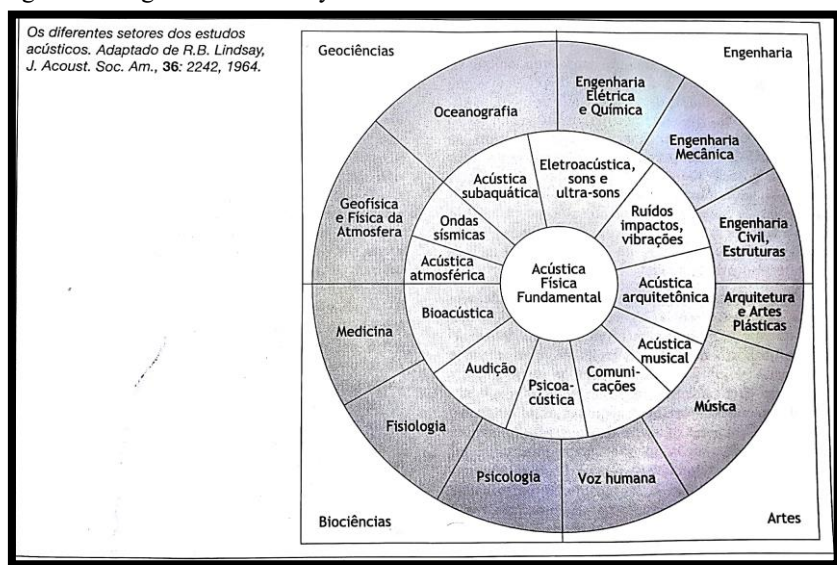 Os diferentes setores dos estudos
acústicos. Adaptado de R.B. Lindsay,
J. Acoust. Soc. Am., 36: 2242, 1964.
Geociências
Engenharia
Oceanografia
Engenharia
Elétrica
e Química
Engenharia
Mecânica
Geofísica
e Física da
Atmosfera
Engenharia
Civil,
Estruturas
Acústica
subaquática
Eletroacústica,
sons e
ultra-sons
Ruídos
impactos,
vibrações
Ondas
sísmicas
Acústica
atmosférica
Acústica
Física
Fundamental
Acústica
arquitetônica
Arquitetura
e Artes
Plásticas
Medicina
Bioacústica
Acústica
musical
Audição
Psicoa-
cústica
Comuni-
cações
Música
Fisiologia
Psicologia
Voz humana
Biociências
Artes